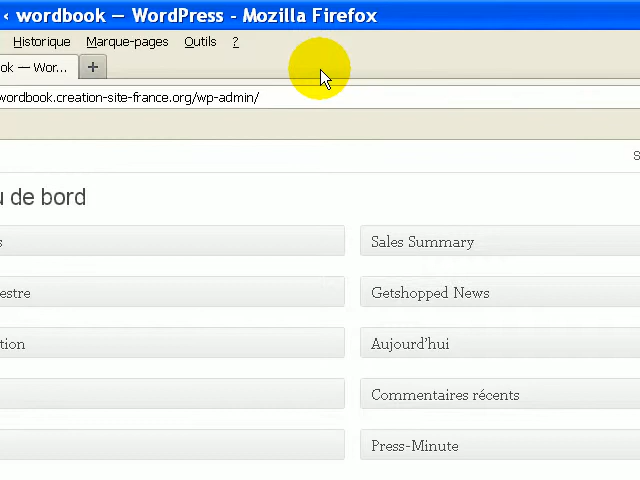 ‹ wordbook — WordPress - Mozilla Firefox
Historique Marque-pages Outils ?
ok — Wor... +
wordbook.creation-site-france.org/wp-admin/
S
u de bord
s Sales Summary
estre Getshopped News
tion Aujourd'hui
Commentaires récents
Press-Minute